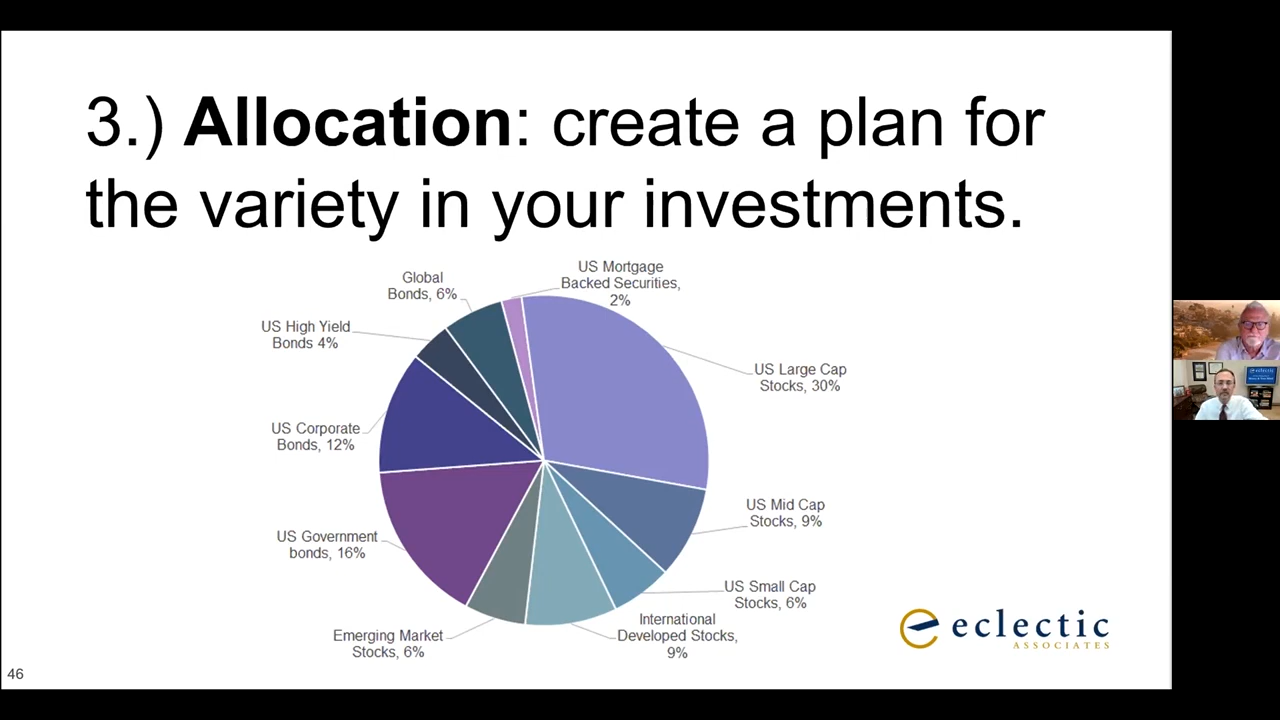 3.) Allocation: create a plan for
the variety in your investments.
US Mortgage
Backed Securities,
2%
Global
Bonds, 6%
US High Yield
Bonds 4%
US Large Cap
Stocks, 30%
US Corporate
Bonds, 12%
US Mid Cap
Stocks, 9%
US Government
bonds, 16%
US Small Cap
Stocks, 6%
International
Developed Stocks,
9%
Emerging Market
Stocks, 6%
eclectic
ASSOCIATES
46
eclectic